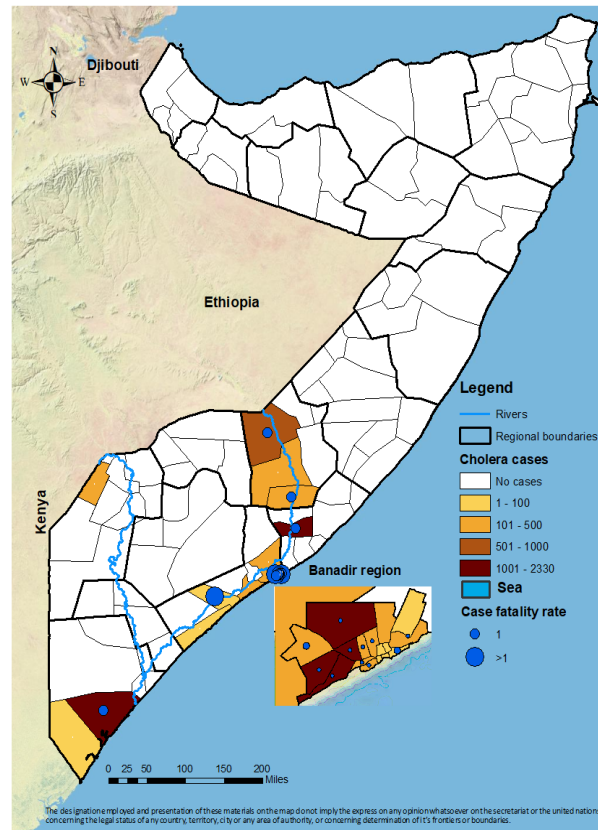 Djibouti
N
W E
S
Ethiopia
Kenya
Legend
Rivers
Regional boundaries
Cholera cases
No cases
1 - 100
101 - 500
501 - 1000
1001 - 2330
Sea
Case fatality rate
1
>1
Banadir region
0 25 50 100 150 200
Miles
The designation employed and presentation of these materials on the map do not imply the express on any opinion whatsoever on the secretariat or the united nation
concerning the legal status of any country, territory, city or any area of authority, or concerning determination of it's frontiers or boundaries.